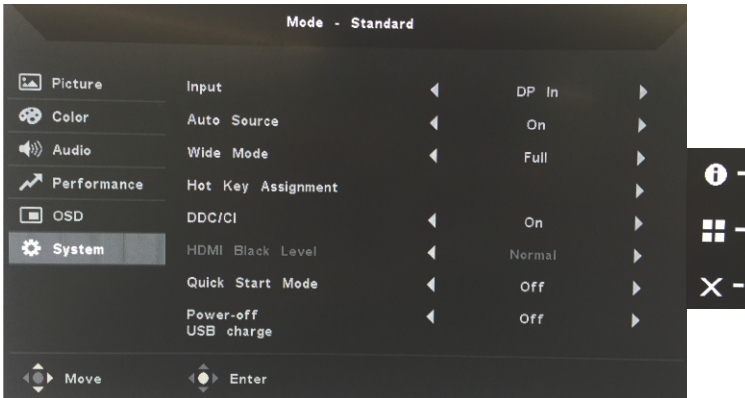 Mode - Standard
Picture
Color
Audio
Performance
OSD
System
Input DP In
Auto Source On
Wide Mode Full
Hot Key Assignment
DDC/CI On
HDMI Black Level Normal
Quick Start Mode Off
Power-off
USB charge Off
Move Enter